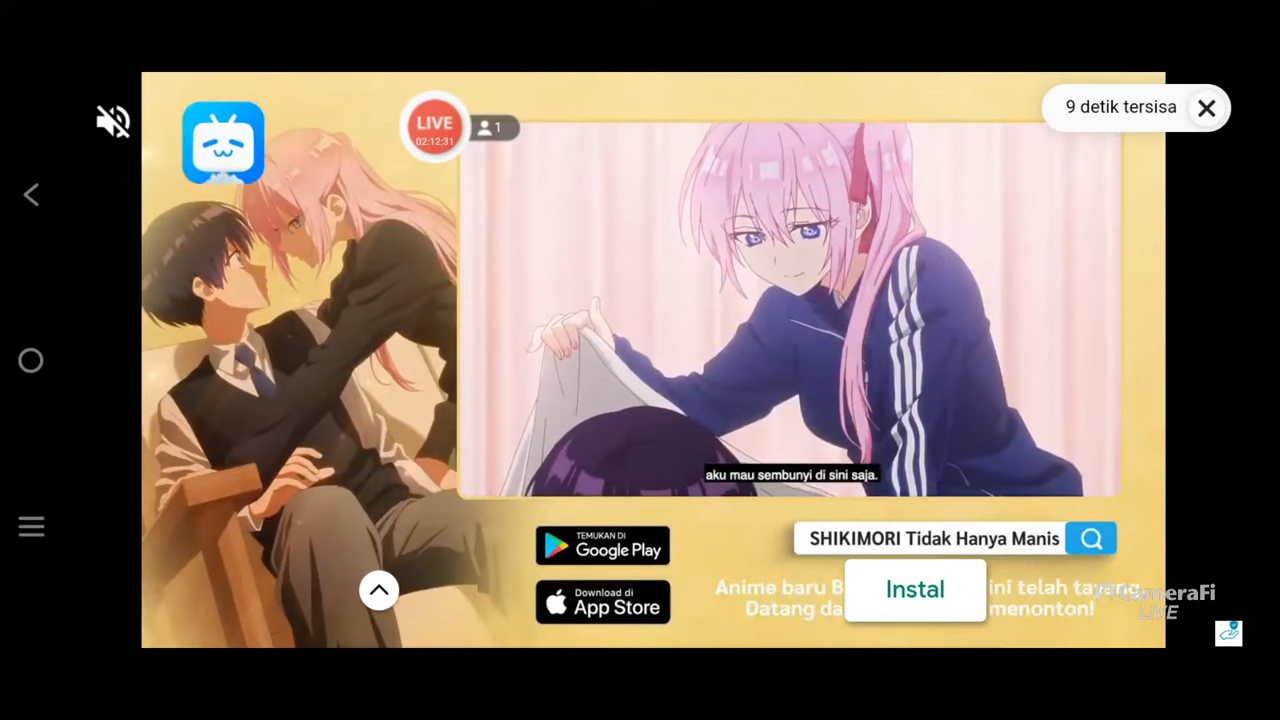 LIVE
02:12:31
1
9 detik tersisa
aku mau sembunyi di sini saja.
TEMUKAN DI
Google Play
Download di
App Store
SHIKIMORI Tidak Hanya Manis
Instal
Anime baru B ini telah tayang
Datang da menonton!
CameraFi
LIVE